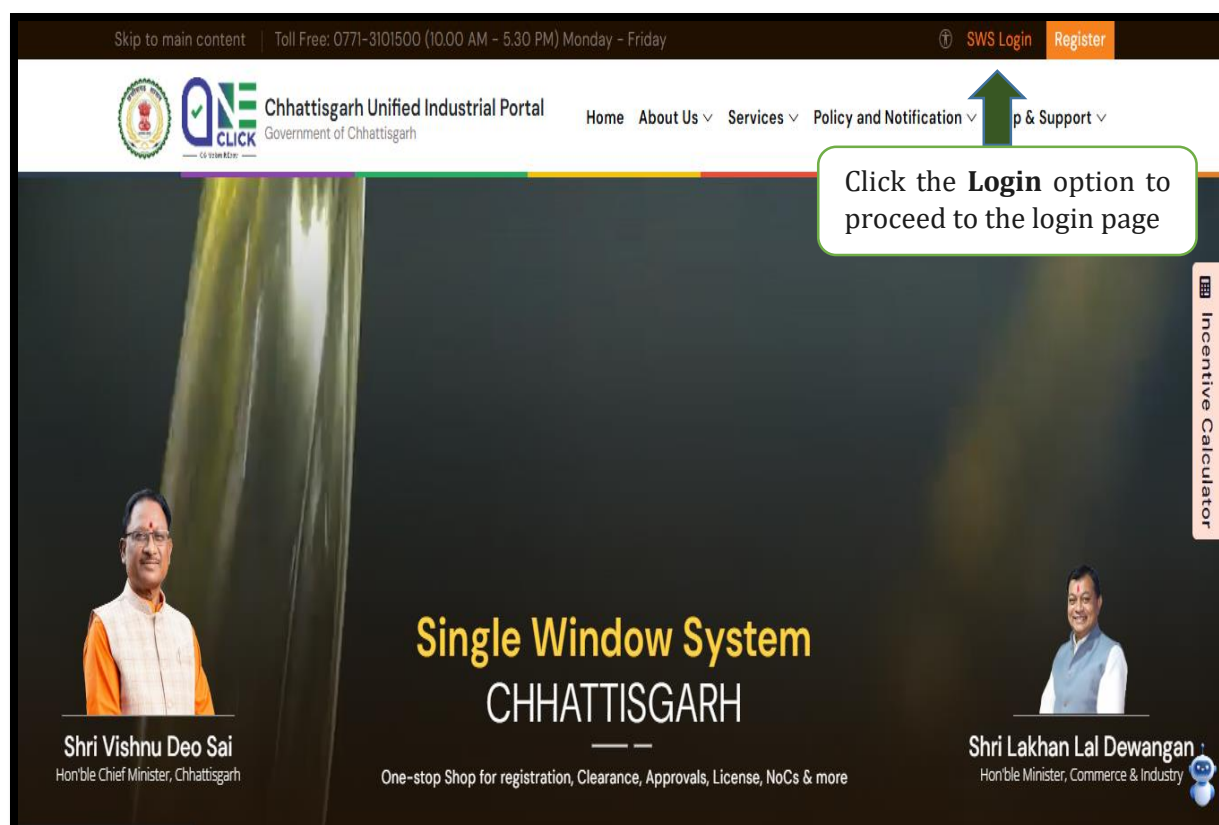 Skip to main content
Toll Free: 0771-3101500 (10.00 AM - 5.30 PM) Monday - Friday
SWS Login
Register
ONE
CLICK
Chhattisgarh Unified Industrial Portal
Government of Chhattisgarh
Home About Us Services Policy and Notification p & Support
Click the Login option to
proceed to the login page
Incentive Calculator
Single Window System
CHHATTISGARH
One-stop Shop for registration, Clearance, Approvals, License, NoCs & more
Shri Vishnu Deo Sai
Hon'ble Chief Minister, Chhattisgarh
Shri Lakhan Lal Dewangan
Hon'ble Minister, Commerce & Industry